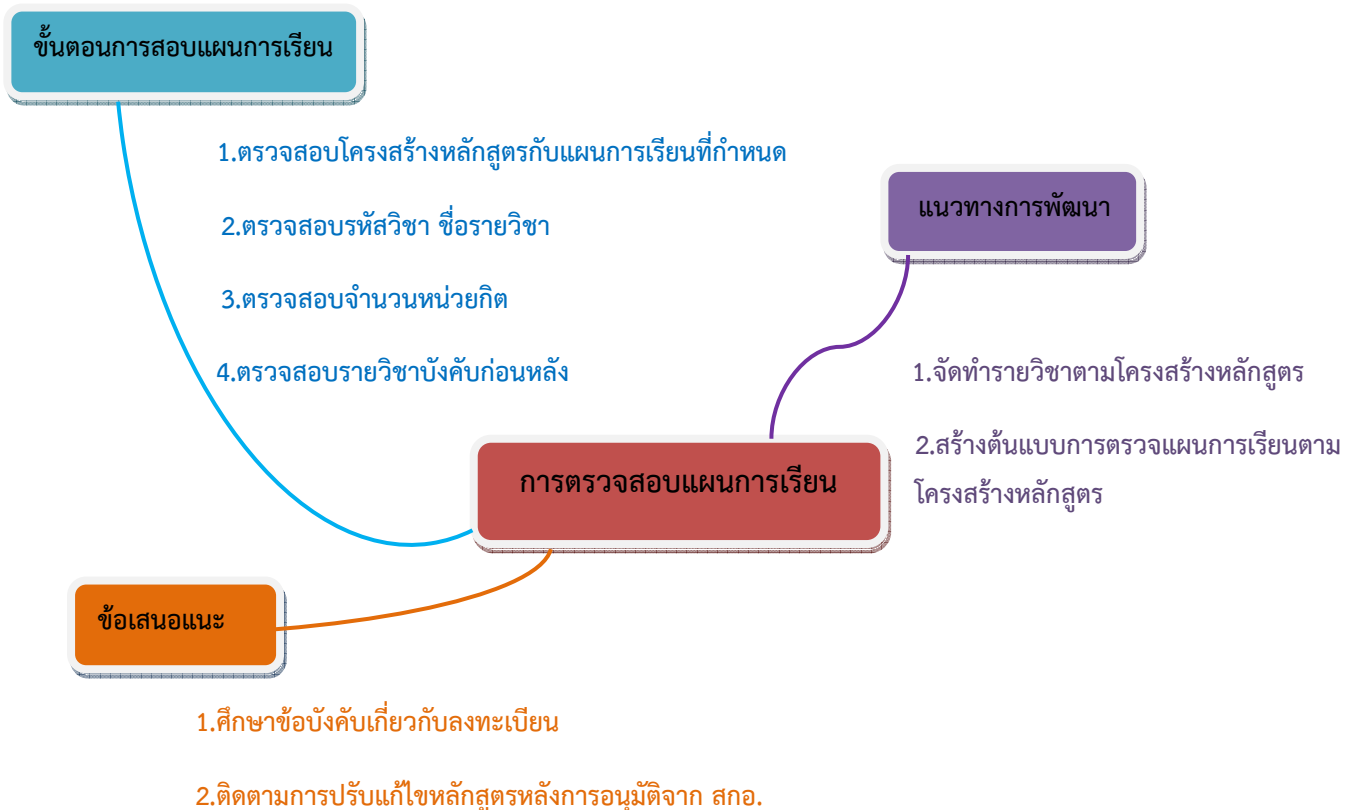 ขั้นตอนการสอบแผนการเรียน
1.ตรวจสอบโครงสร้างหลักสูตรกับแผนการเรียนที่กำหนด
2.ตรวจสอบรหัสวิชา ชื่อรายวิชา
3.ตรวจสอบจำนวนหน่วยกิต
4.ตรวจสอบรายวิชาบังคับก่อนหลัง
แนวทางการพัฒนา
1.จัดทำรายวิชาตามโครงสร้างหลักสูตร
2.สร้างต้นแบบการตรวจแผนการเรียนตาม
โครงสร้างหลักสูตร
การตรวจสอบแผนการเรียน
ข้อเสนอแนะ
1.ศึกษาข้อบังคับเกี่ยวกับลงทะเบียน
2.ติดตามการปรับแก้ไขหลักสูตรหลังการอนุมัติจาก สกอ.